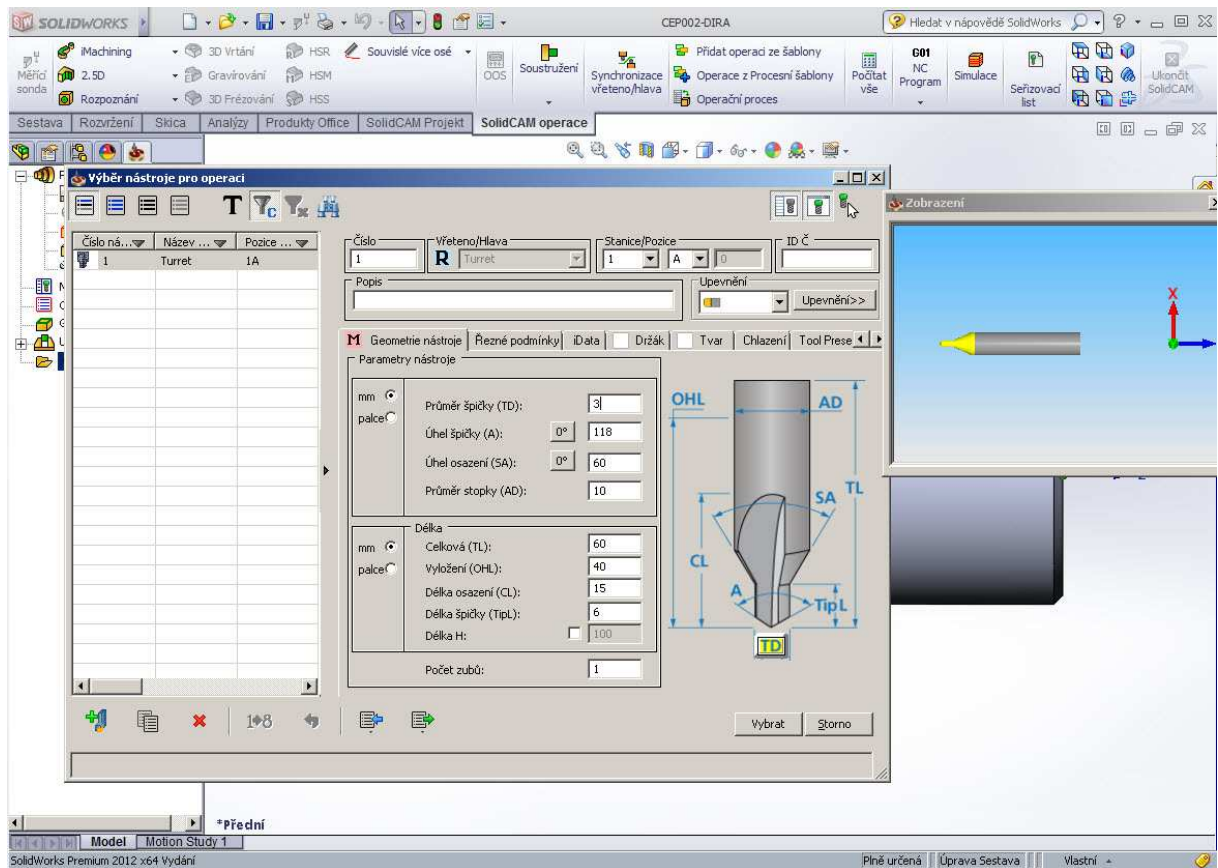 SOLIDWORKS
CEP002-DIRA
Hledat v nápovědě SolidWorks
Měřicí sonda
iMachining
2.5D
Rozpoznání
3D Vrtání
Gravírování
3D Frézování
HSR
HSM
HSS
Souvislé více osé
OOS
Soustružení
Synchronizace vřeteno/hlava
Přidat operaci ze šablony
Operace z Procesní šablony
Operační proces
Počítat vše
G01
NC Program
Simulace
Seřizovací list
Ukončit SolidCAM
Sestava Rozvržení Skica Analýzy Produkty Office SolidCAM Projekt SolidCAM operace
Výběr nástroje pro operaci
Zobrazení
X
Číslo ná... Název ... Pozice ...
1 Turret 1A
Číslo Vřeteno/Hlava Stanice/Pozice ID Č
1 R Turret 1 A 0
Popis Upevnění
Upevnění>>
M Geometrie nástroje Řezné podmínky iData Držák Tvar Chlazení Tool Prese
Parametry nástroje
mm
palce
Průměr špičky (TD): 3
Úhel špičky (A): 0° 118
Úhel osazení (SA): 0° 60
Průměr stopky (AD): 10
Délka
mm
palce
Celková (TL): 60
Vyložení (OHL): 40
Délka osazení (CL): 15
Délka špičky (TipL): 6
Délka H: 100
Počet zubů: 1
OHL AD
SA TL
CL
A TipL
TD
Vybrat Storno
*Přední
Model Motion Study 1
SolidWorks Premium 2012 x64 Vydání
Plně určená Úprava Sestava Vlastní